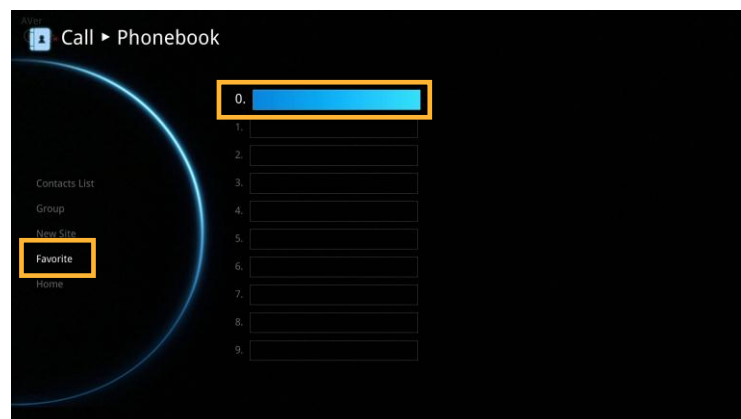 AVer
Call ▸ Phonebook
Contacts List
Group
New Site
Favorite
Home
0.
1.
2.
3.
4.
5.
6.
7.
8.
9.